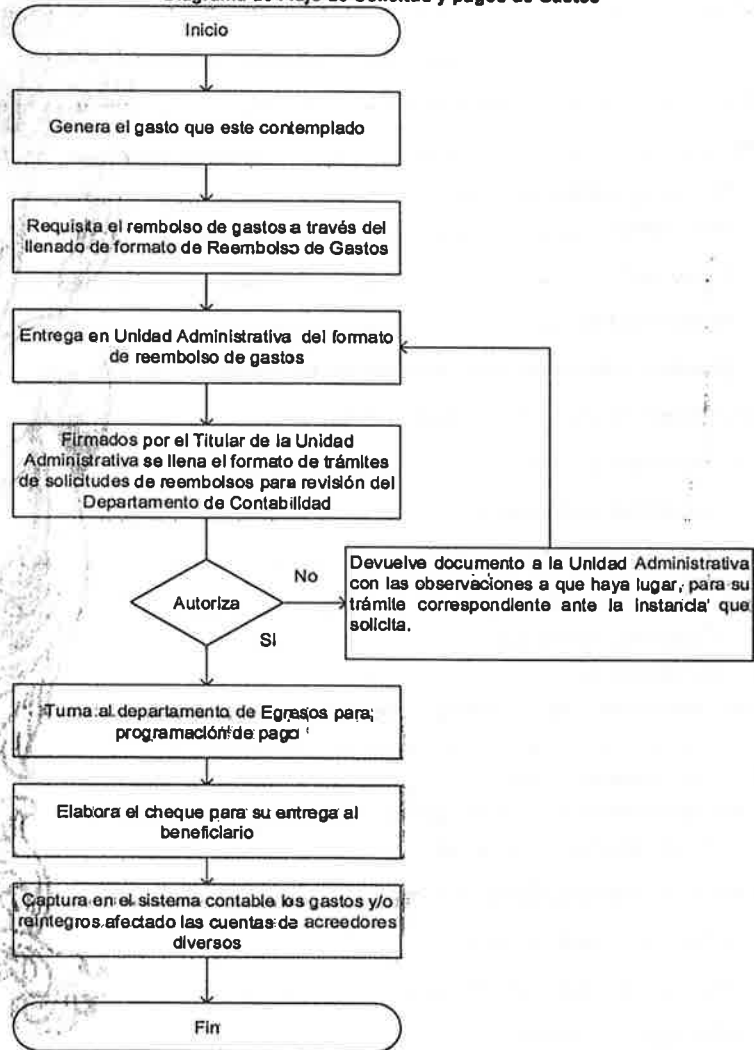 Diagrama de Flujo de Solicitud y pagos de Gastos
Inicio
Genera el gasto que este contemplado
Requisita el rembolso de gastos a través del
llenado de formato de Reembolso de Gastos
Entrega en Unidad Administrativa del formato
de reembolso de gastos
Firmados por el Titular de la Unidad
Administrativa se llena el formato de trámites
de solicitudes de reembolsos para revisión del
Departamento de Contabilidad
Autoriza
No
Si
Devuelve documento a la Unidad Administrativa
con las observaciones a que haya lugar, para su
trámite correspondiente ante la instancia que
solicita.
Turna al departamento de Egresos para
programación de pago
Elabora el cheque para su entrega al
beneficiario
Captura en el sistema contable los gastos y/o
reintegros afectado las cuentas de acreedores
diversos
Fin